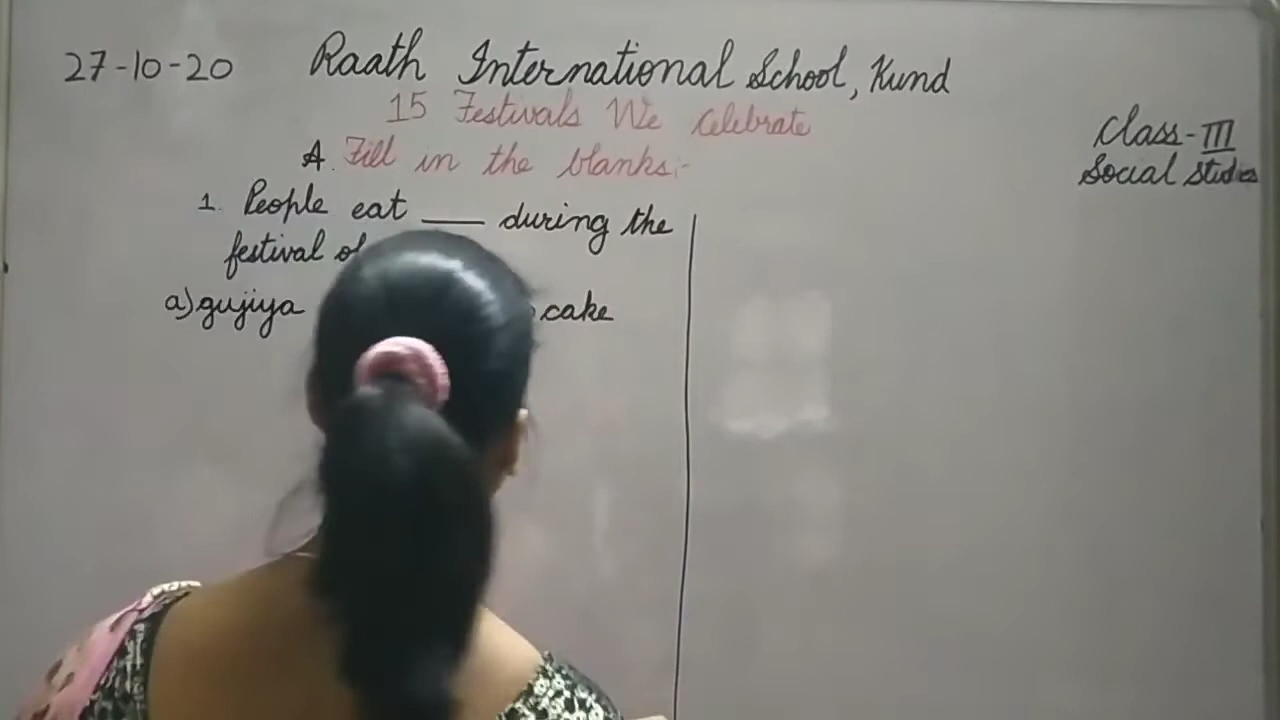 27-10-20 Raath International School, Kund
15 Festivals We Celebrate
Class-III
A. Fill in the blanks:-
Social Studies
1. People eat ___ during the
festival of
a) gujiya cake